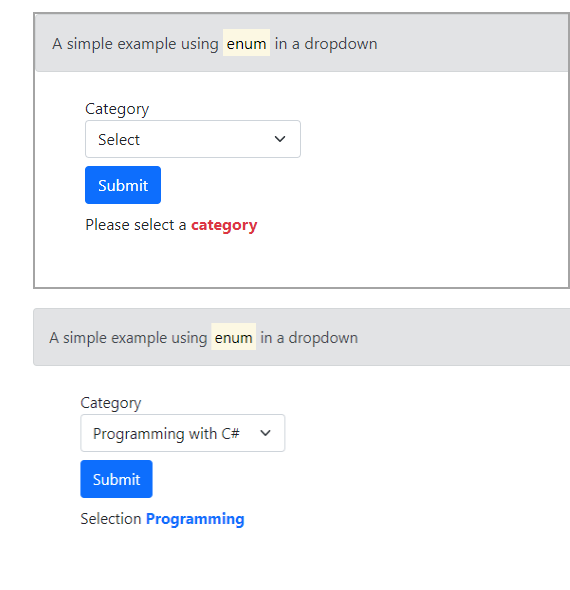 A simple example using enum in a dropdown
Category
Select
Submit
Please select a category
A simple example using enum in a dropdown
Category
Programming with C#
Submit
Selection Programming